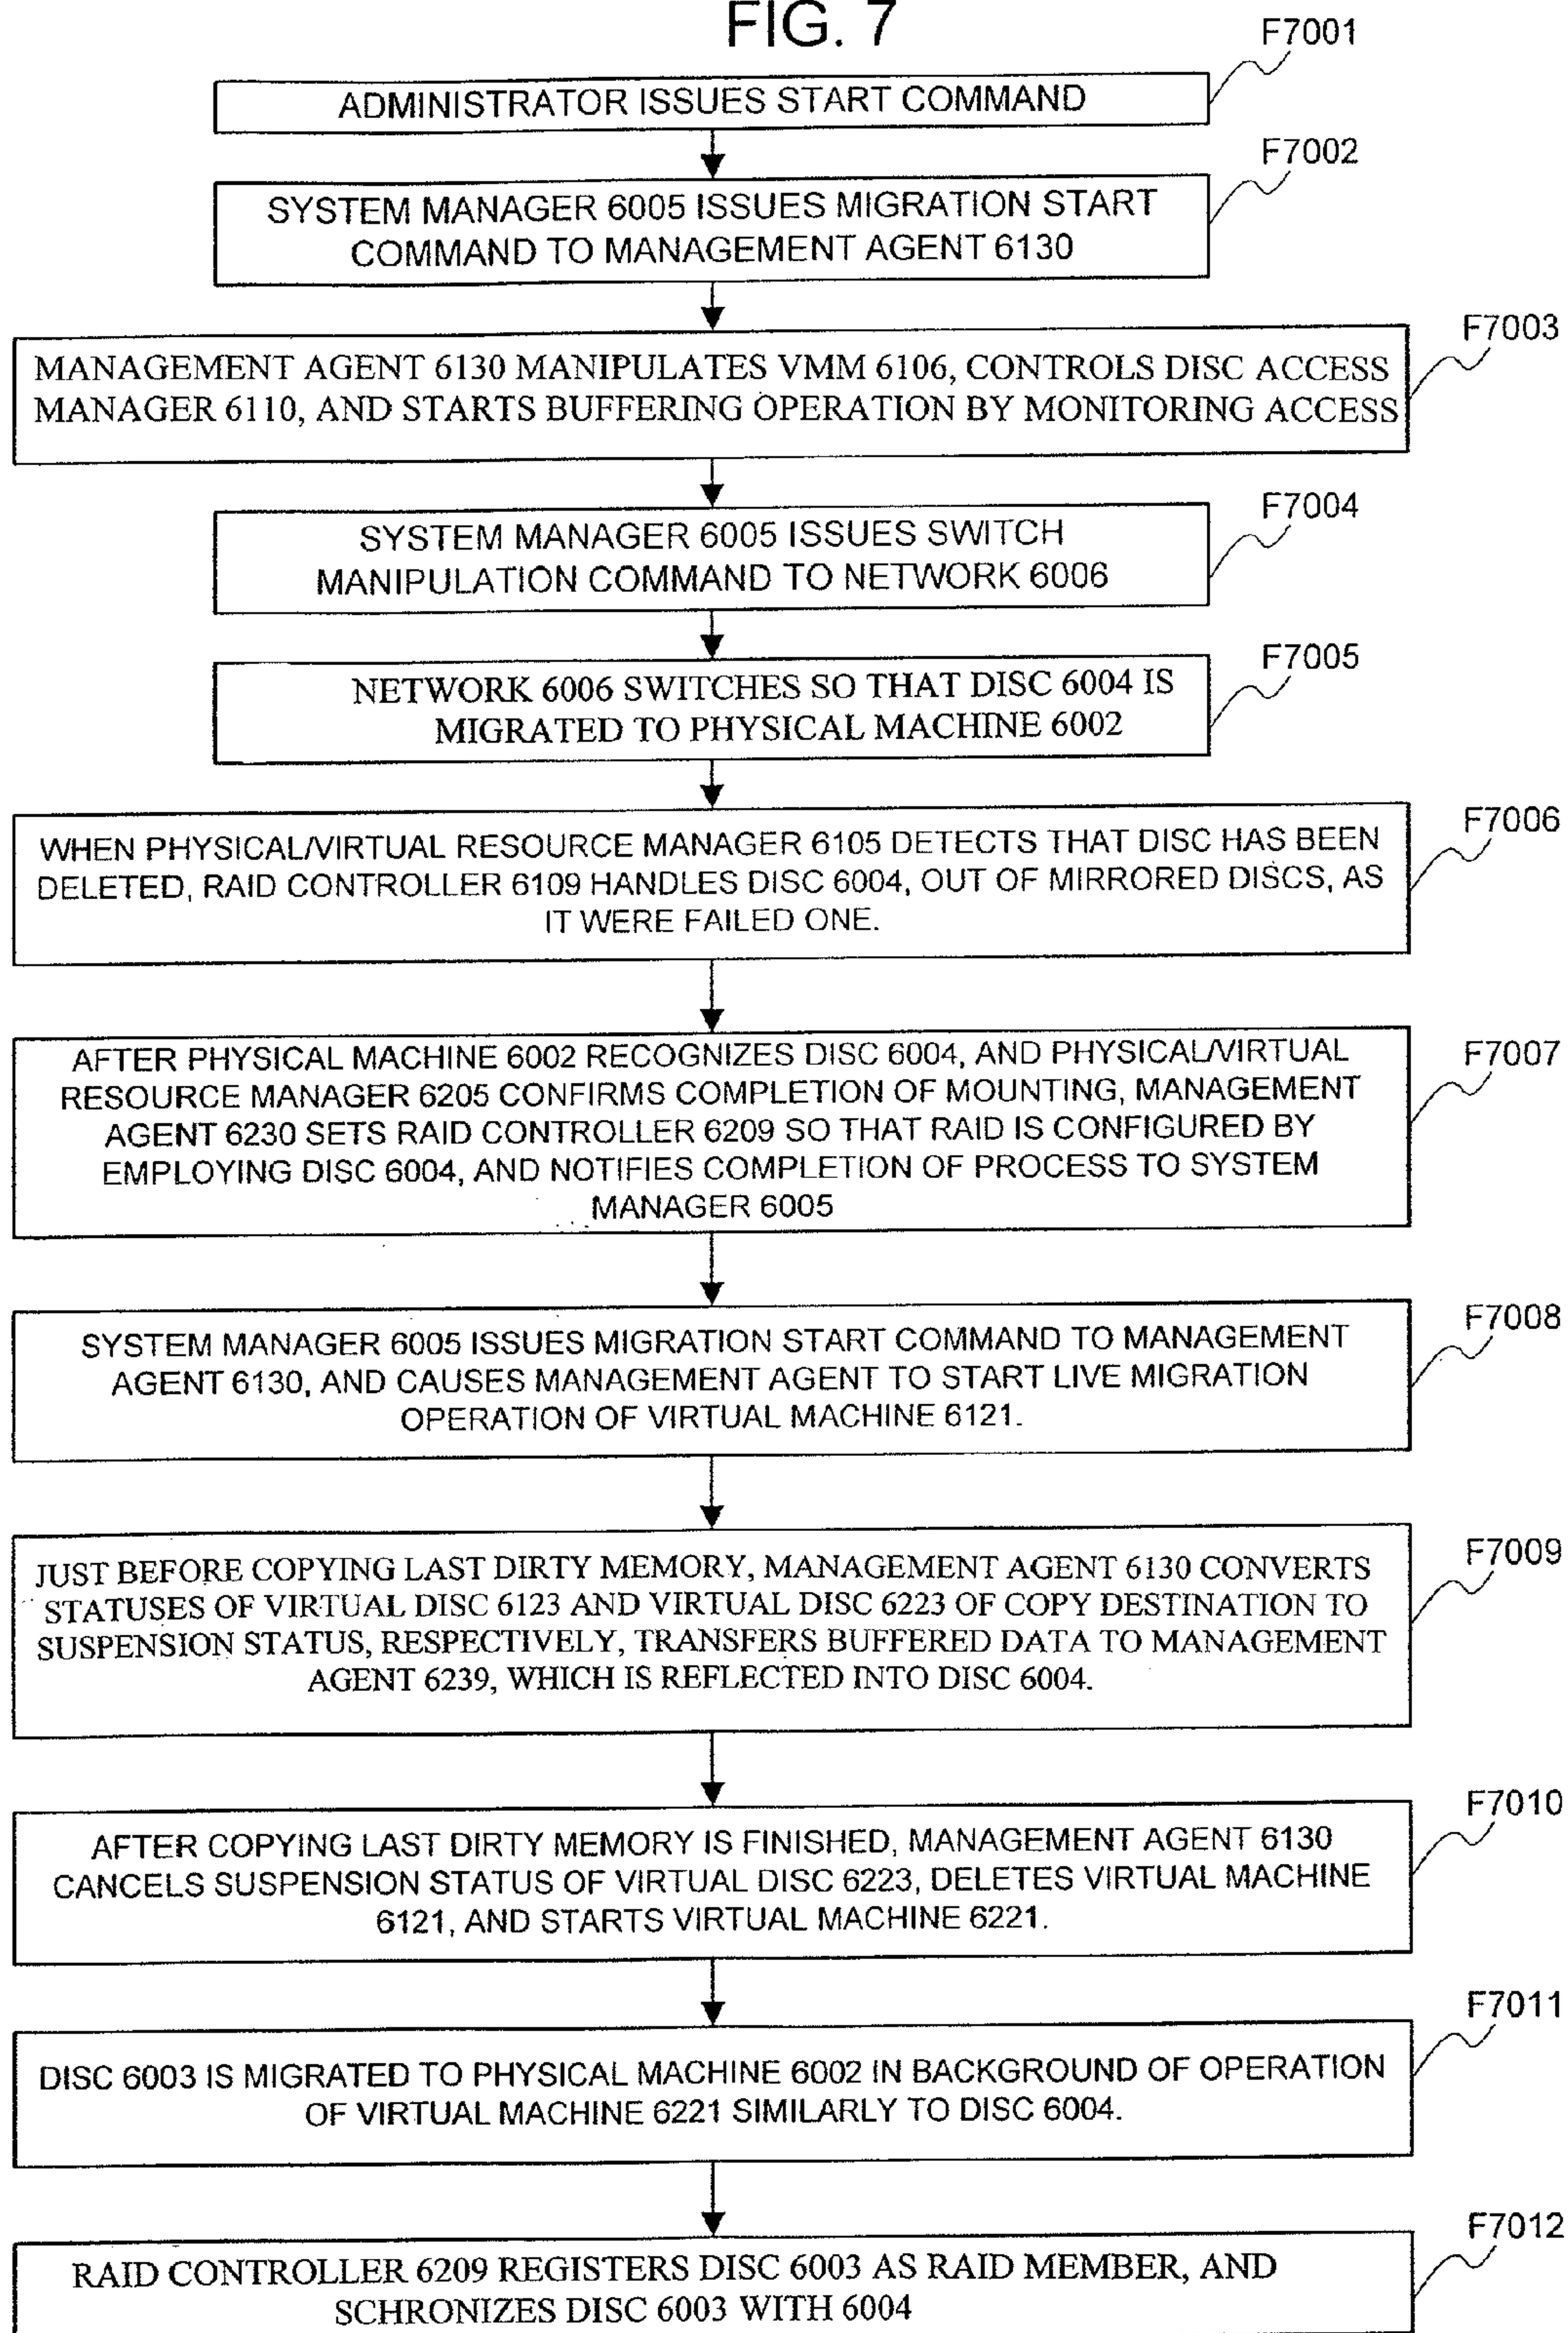 FIG. 7
F7001
ADMINISTRATOR ISSUES START COMMAND
F7002
SYSTEM MANAGER 6005 ISSUES MIGRATION START
COMMAND TO MANAGEMENT AGENT 6130
F7003
MANAGEMENT AGENT 6130 MANIPULATES VMM 6106, CONTROLS DISC ACCESS
MANAGER 6110, AND STARTS BUFFERING OPERATION BY MONITORING ACCESS
F7004
SYSTEM MANAGER 6005 ISSUES SWITCH
MANIPULATION COMMAND TO NETWORK 6006
F7005
NETWORK 6006 SWITCHES SO THAT DISC 6004 IS
MIGRATED TO PHYSICAL MACHINE 6002
F7006
WHEN PHYSICAL/VIRTUAL RESOURCE MANAGER 6105 DETECTS THAT DISC HAS BEEN
DELETED, RAID CONTROLLER 6109 HANDLES DISC 6004, OUT OF MIRRORED DISCS, AS
IT WERE FAILED ONE.
F7007
AFTER PHYSICAL MACHINE 6002 RECOGNIZES DISC 6004, AND PHYSICAL/VIRTUAL
RESOURCE MANAGER 6205 CONFIRMS COMPLETION OF MOUNTING, MANAGEMENT
AGENT 6230 SETS RAID CONTROLLER 6209 SO THAT RAID IS CONFIGURED BY
EMPLOYING DISC 6004, AND NOTIFIES COMPLETION OF PROCESS TO SYSTEM
MANAGER 6005
F7008
SYSTEM MANAGER 6005 ISSUES MIGRATION START COMMAND TO MANAGEMENT
AGENT 6130, AND CAUSES MANAGEMENT AGENT TO START LIVE MIGRATION
OPERATION OF VIRTUAL MACHINE 6121.
F7009
JUST BEFORE COPYING LAST DIRTY MEMORY, MANAGEMENT AGENT 6130 CONVERTS
STATUSES OF VIRTUAL DISC 6123 AND VIRTUAL DISC 6223 OF COPY DESTINATION TO
SUSPENSION STATUS, RESPECTIVELY, TRANSFERS BUFFERED DATA TO MANAGEMENT
AGENT 6239, WHICH IS REFLECTED INTO DISC 6004.
F7010
AFTER COPYING LAST DIRTY MEMORY IS FINISHED, MANAGEMENT AGENT 6130
CANCELS SUSPENSION STATUS OF VIRTUAL DISC 6223, DELETES VIRTUAL MACHINE
6121, AND STARTS VIRTUAL MACHINE 6221.
F7011
DISC 6003 IS MIGRATED TO PHYSICAL MACHINE 6002 IN BACKGROUND OF OPERATION
OF VIRTUAL MACHINE 6221 SIMILARLY TO DISC 6004.
F7012
RAID CONTROLLER 6209 REGISTERS DISC 6003 AS RAID MEMBER, AND
SCHRONIZES DISC 6003 WITH 6004